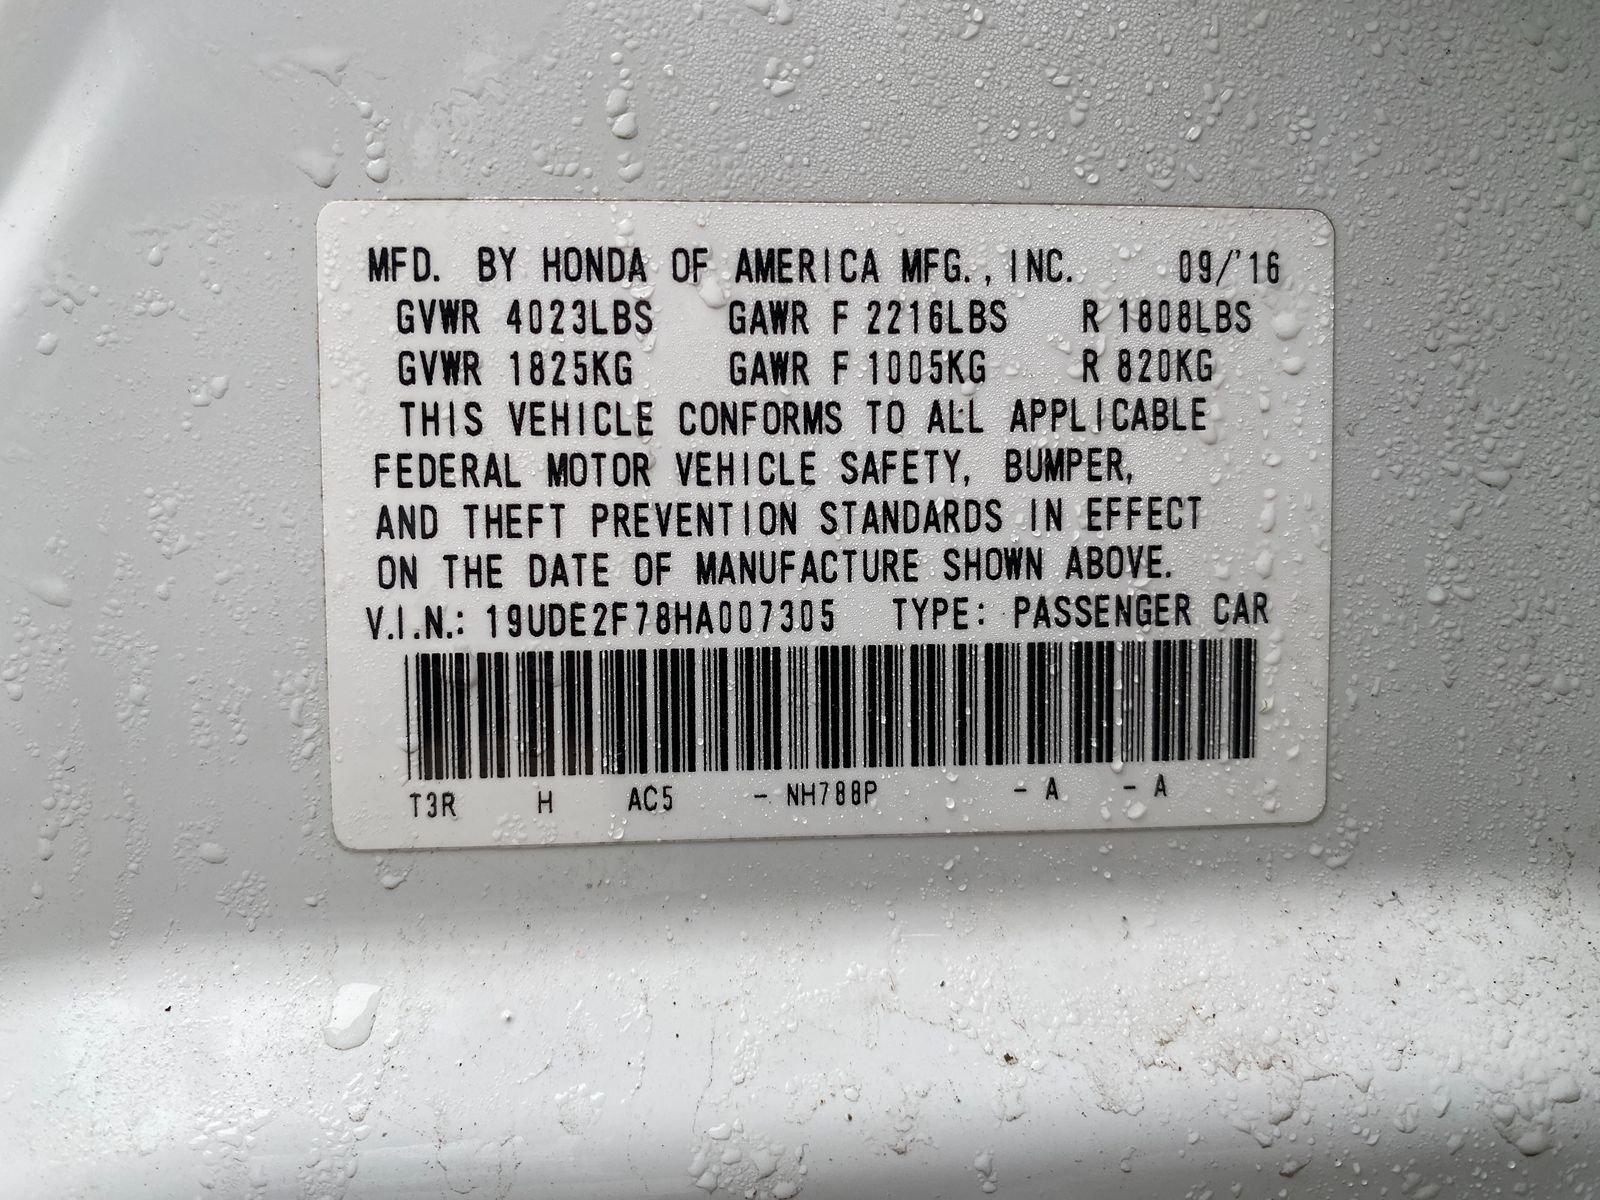 MFD. BY HONDA OF AMERICA MFG., INC. 09/'16
GVWR 4023LBS GAWR F 2216LBS R 1808LBS
GVWR 1825KG GAWR F 1005KG R 820KG
THIS VEHICLE CONFORMS TO ALL APPLICABLE
FEDERAL MOTOR VEHICLE SAFETY, BUMPER,
AND THEFT PREVENTION STANDARDS IN EFFECT
ON THE DATE OF MANUFACTURE SHOWN ABOVE.
V.I.N.: 19UDE2F78HA007305 TYPE: PASSENGER CAR
T3R H AC5 - NH788P - A - A